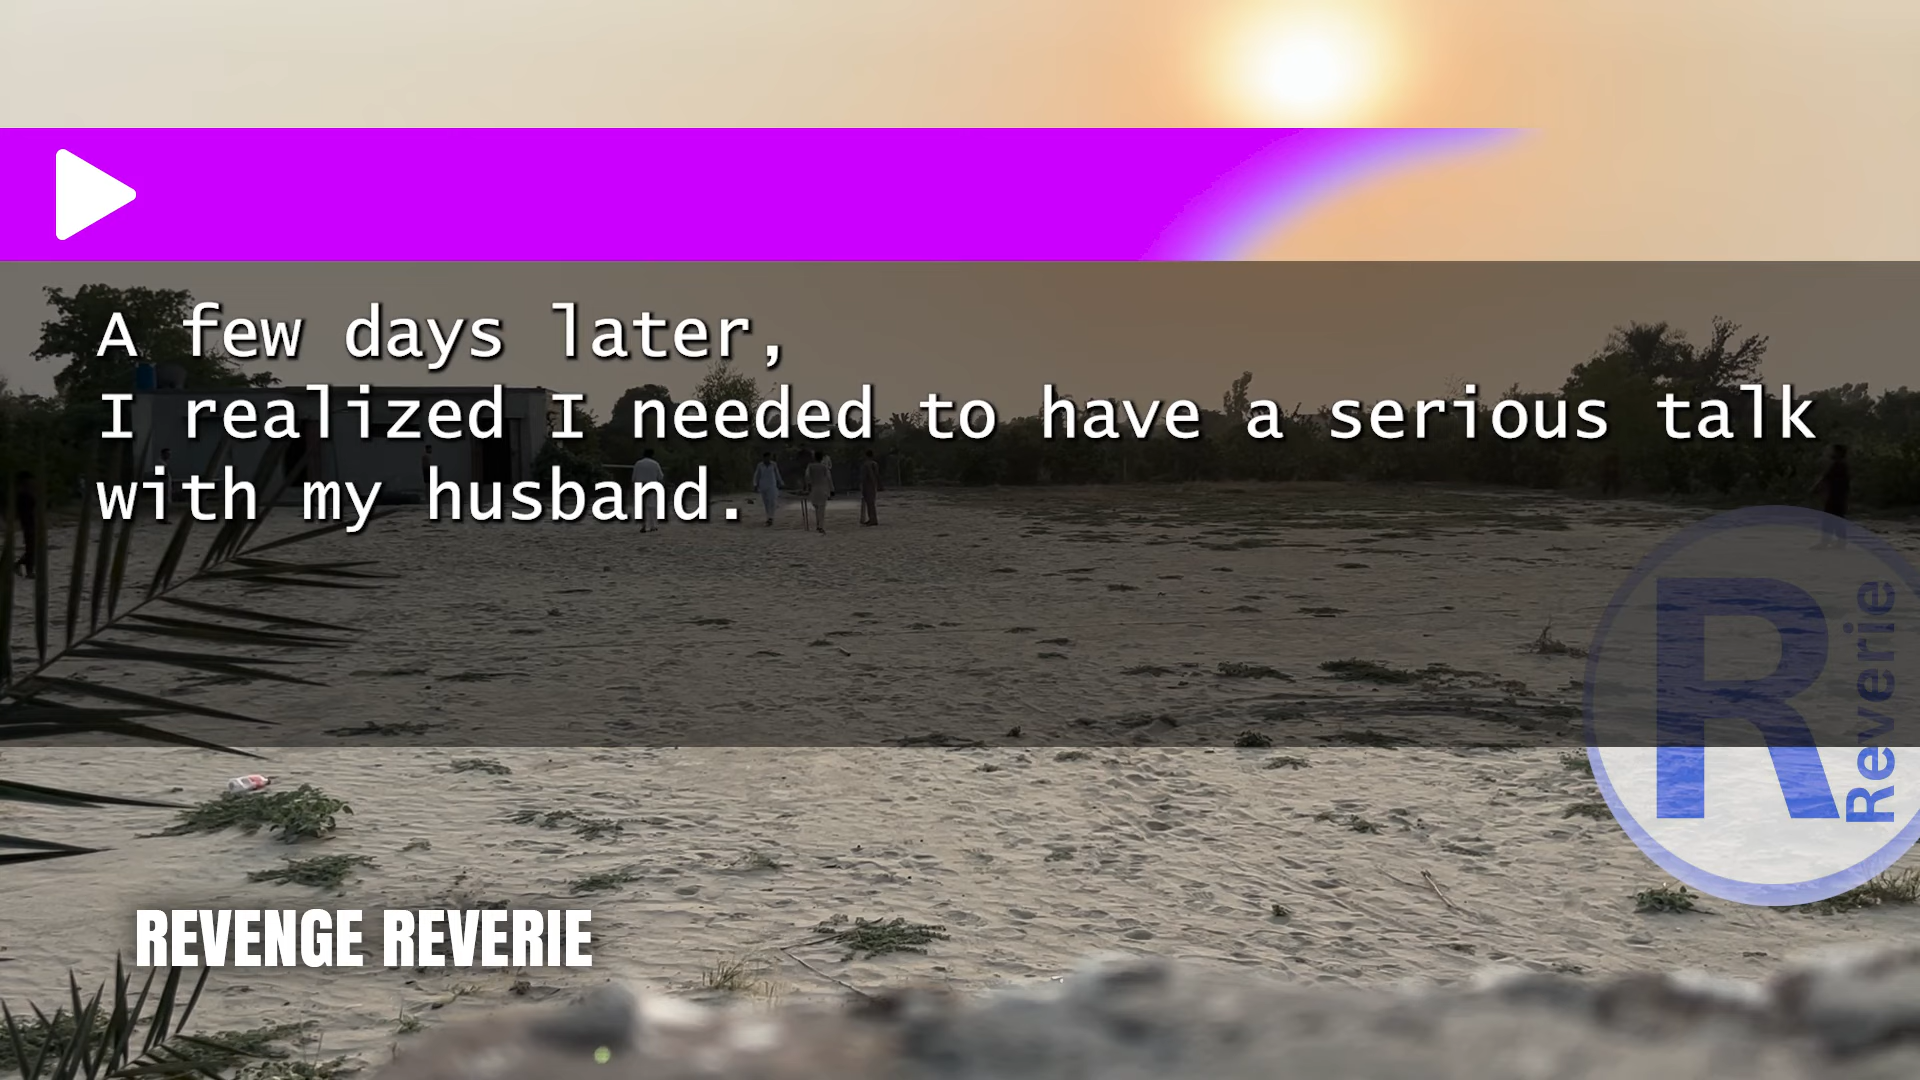 A few days later,
I realized I needed to have a serious talk
with my husband.
R
Reverie
REVENGE REVERIE